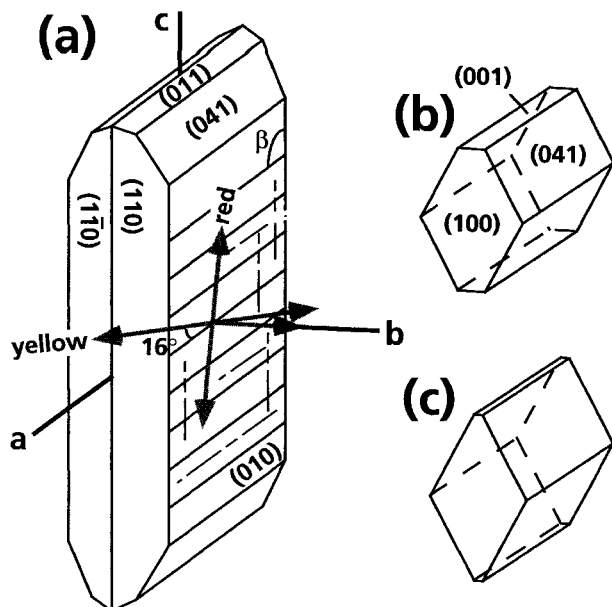 (a)
c
(011)
(041)
β
(11̄0)
(110)
red
yellow
16°
b
a
(010)
(b)
(001)
(041)
(100)
(c)